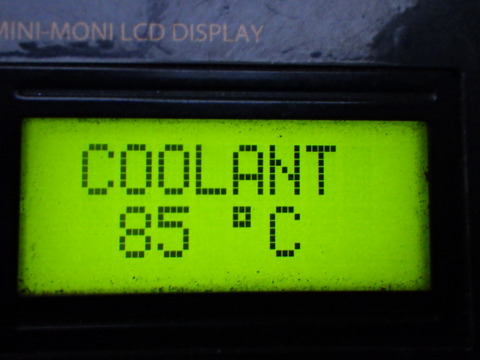 MINI-MONI LCD DISPLAY
COOLANT
85 °C